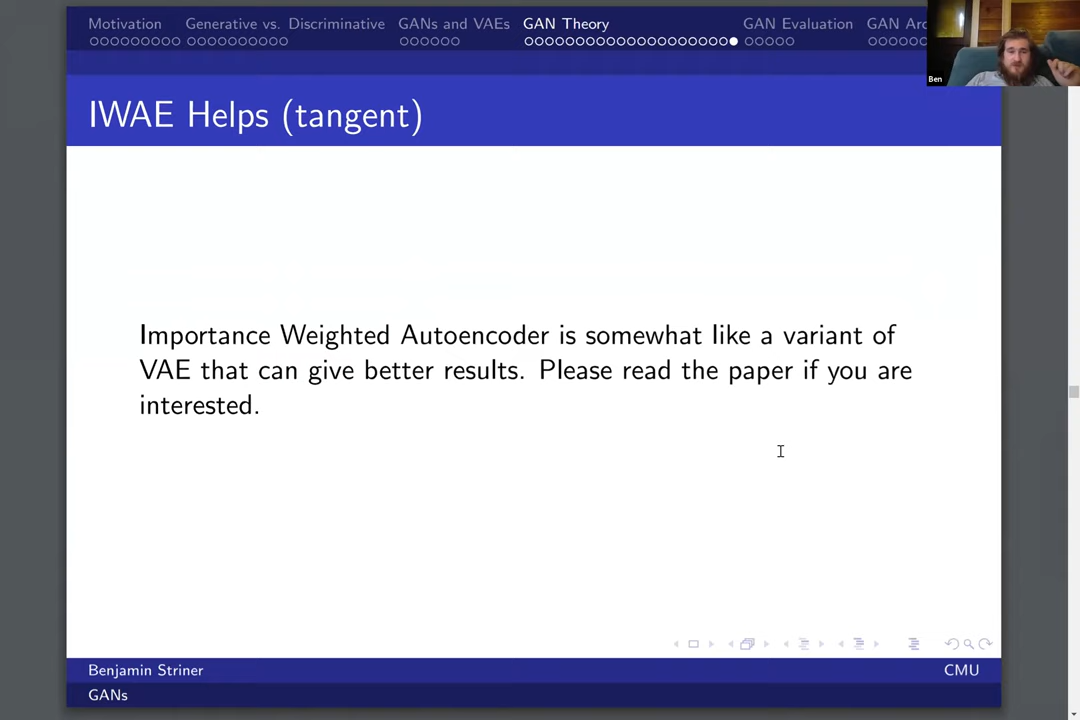 Motivation Generative vs. Discriminative GANs and VAEs GAN Theory GAN Evaluation GAN
Ben
IWAE Helps (tangent)
Importance Weighted Autoencoder is somewhat like a variant of
VAE that can give better results. Please read the paper if you are
interested.
Benjamin Striner CMU
GANs